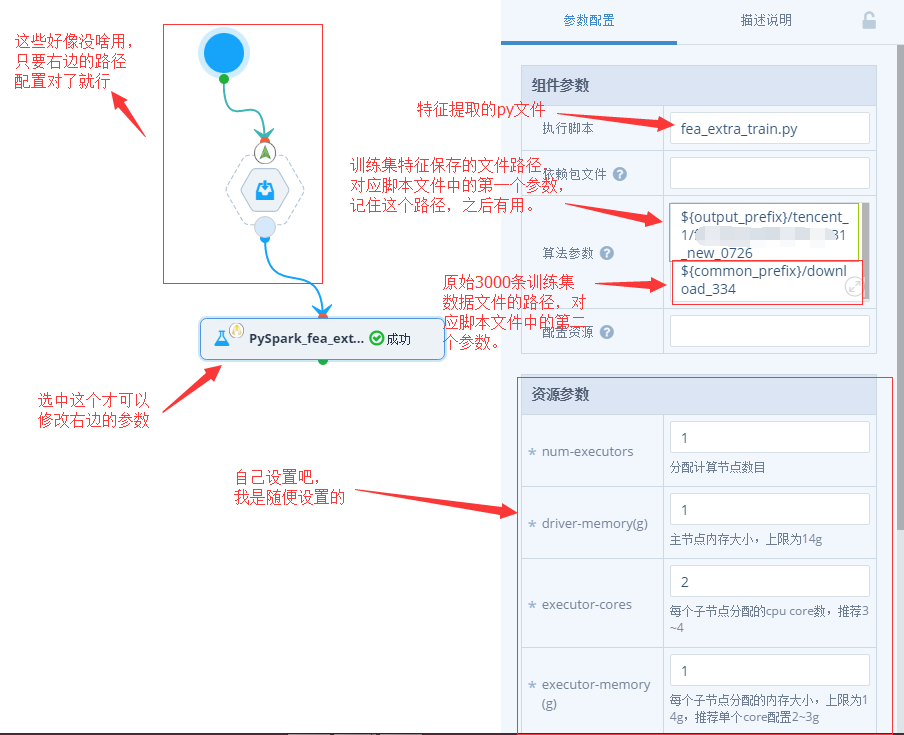 参数配置
描述说明
这些好像没啥用，
只要右边的路径
配置对了就行
组件参数
特征提取的py文件
执行脚本
fea_extra_train.py
训练集特征保存的文件路径，
对应脚本文件中的第一个参数，
记住这个路径，之后有用。
依赖包文件
算法参数
${output_prefix}/tencent_
1/
31
_new_0726
${common_prefix}/downl
oad_334
原始3000条训练集
数据文件的路径，对
应脚本文件中的第二
个参数。
配置资源
PySpark_fea_ext...
成功
选中这个才可以
修改右边的参数
资源参数
自己设置吧，
我是随便设置的
* num-executors
1
分配计算节点数目
* driver-memory(g)
1
主节点内存大小，上限为14g
* executor-cores
2
每个子节点分配的cpu core数，推荐3
~4
* executor-memory
(g)
1
每个子节点分配的内存大小，上限为1
4g，推荐单个core配置2~3g